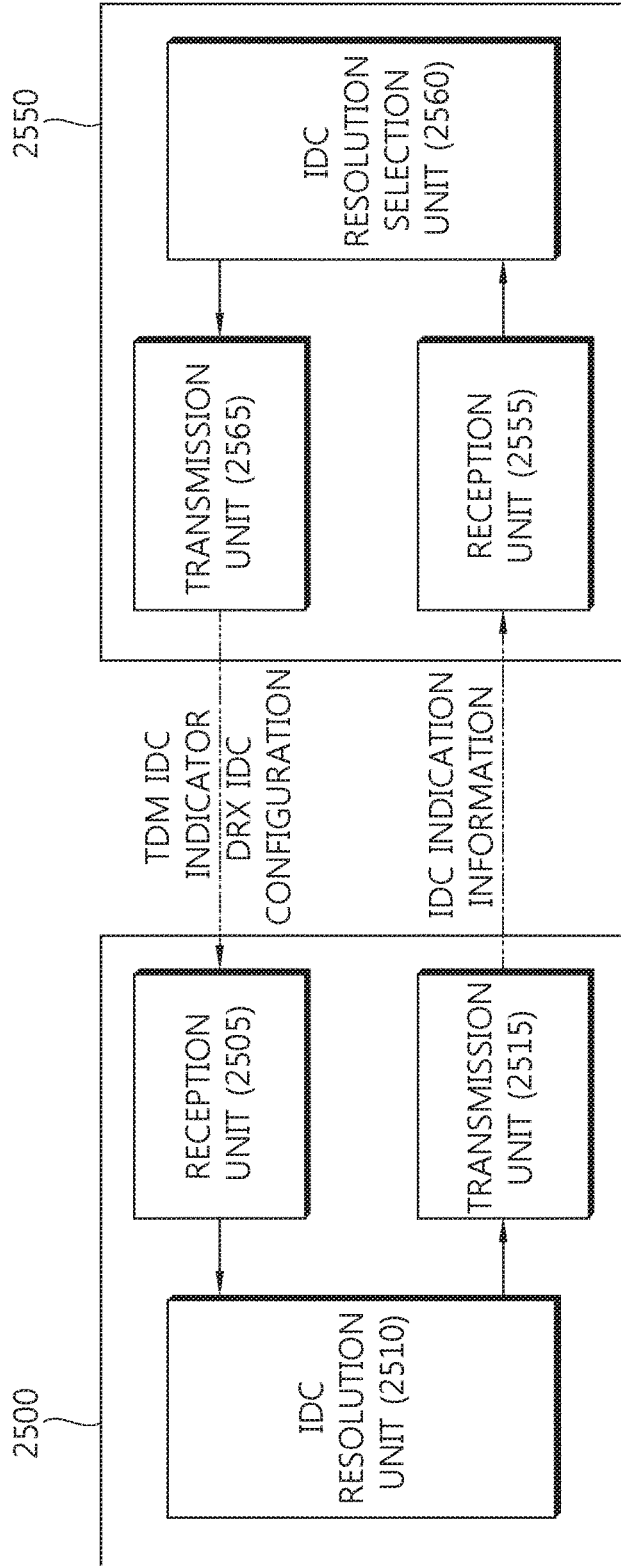 2500
IDC
RESOLUTION
UNIT (2510)
RECEPTION
UNIT (2505)
TRANSMISSION
UNIT (2515)
TDM IDC
INDICATOR
DRX IDC
CONFIGURATION
IDC INDICATION
INFORMATION
2550
TRANSMISSION
UNIT (2565)
RECEPTION
UNIT (2555)
IDC
RESOLUTION
SELECTION
UNIT (2560)